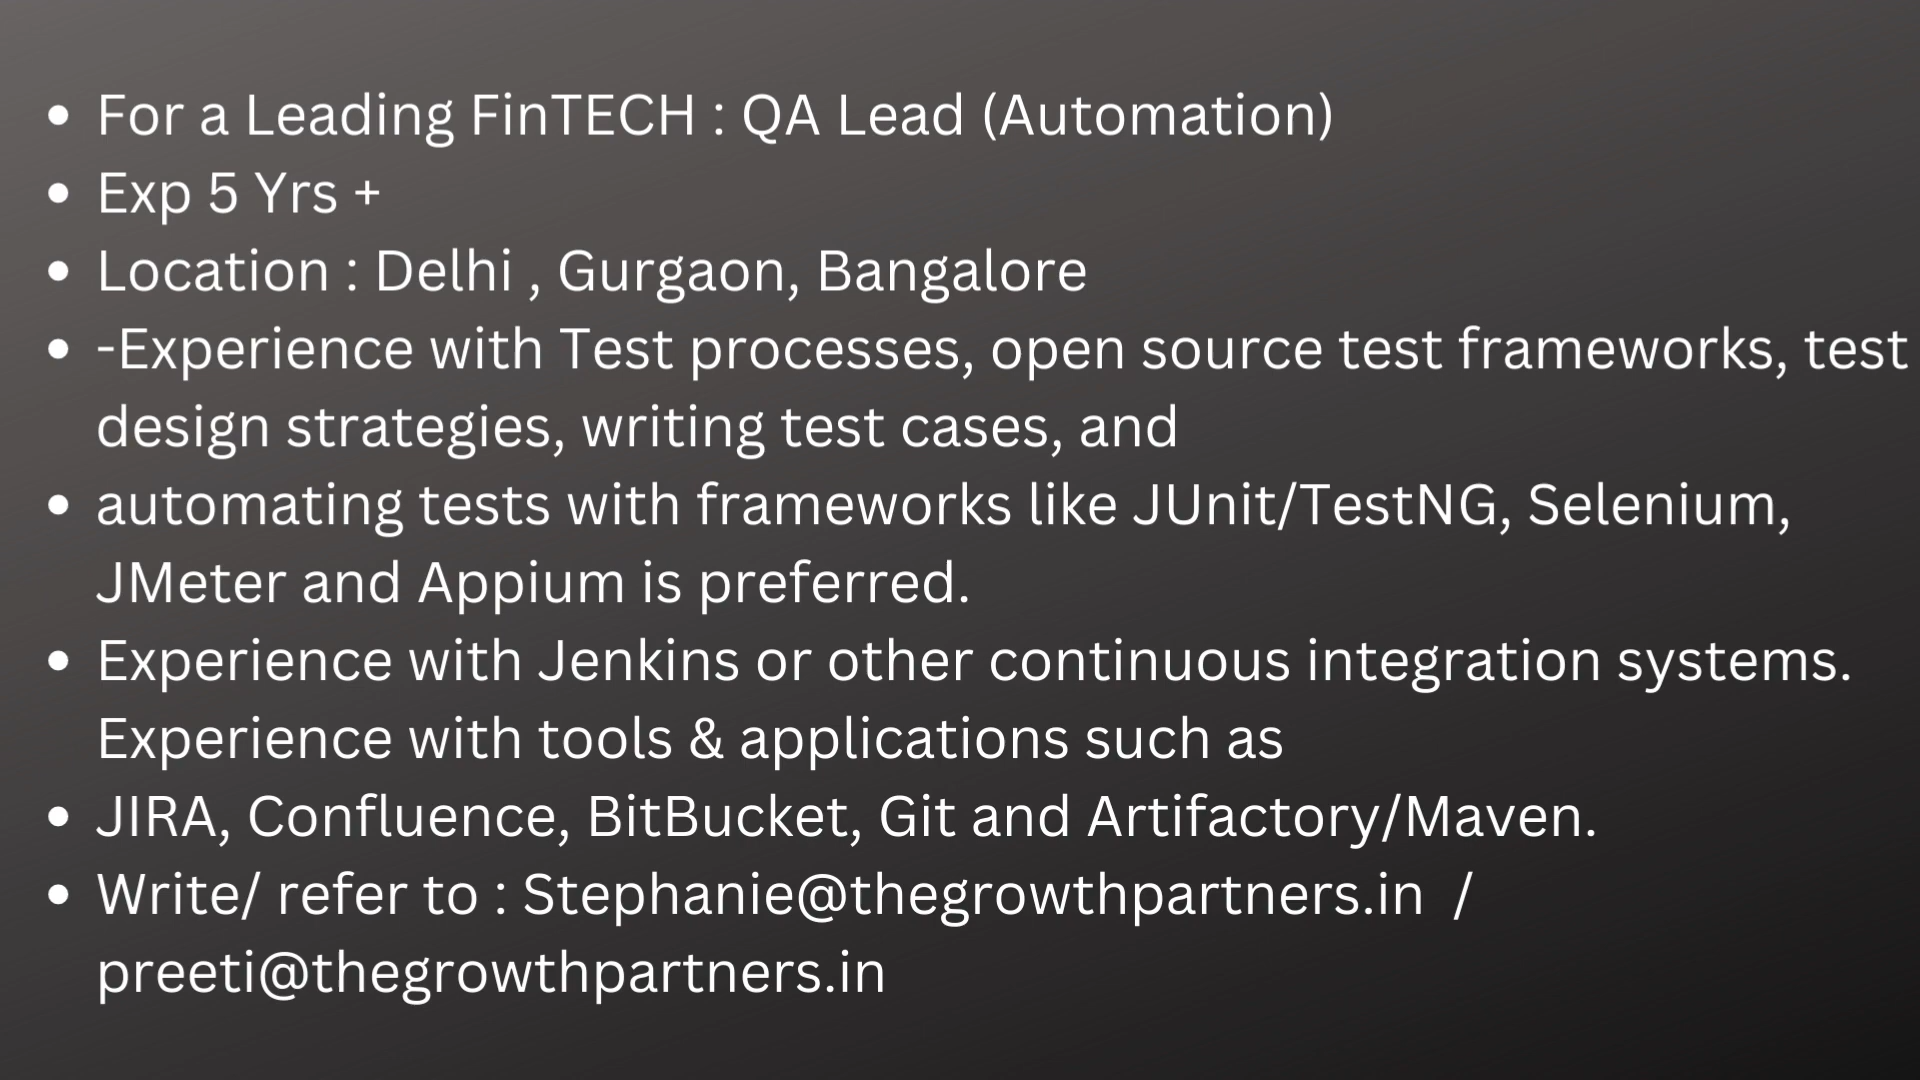 • For a Leading FinTECH : QA Lead (Automation)
• Exp 5 Yrs +
• Location : Delhi , Gurgaon, Bangalore
• -Experience with Test processes, open source test frameworks, test
design strategies, writing test cases, and
• automating tests with frameworks like JUnit/TestNG, Selenium,
JMeter and Appium is preferred.
• Experience with Jenkins or other continuous integration systems.
Experience with tools & applications such as
• JIRA, Confluence, BitBucket, Git and Artifactory/Maven.
• Write/ refer to : Stephanie@thegrowthpartners.in  /
preeti@thegrowthpartners.in